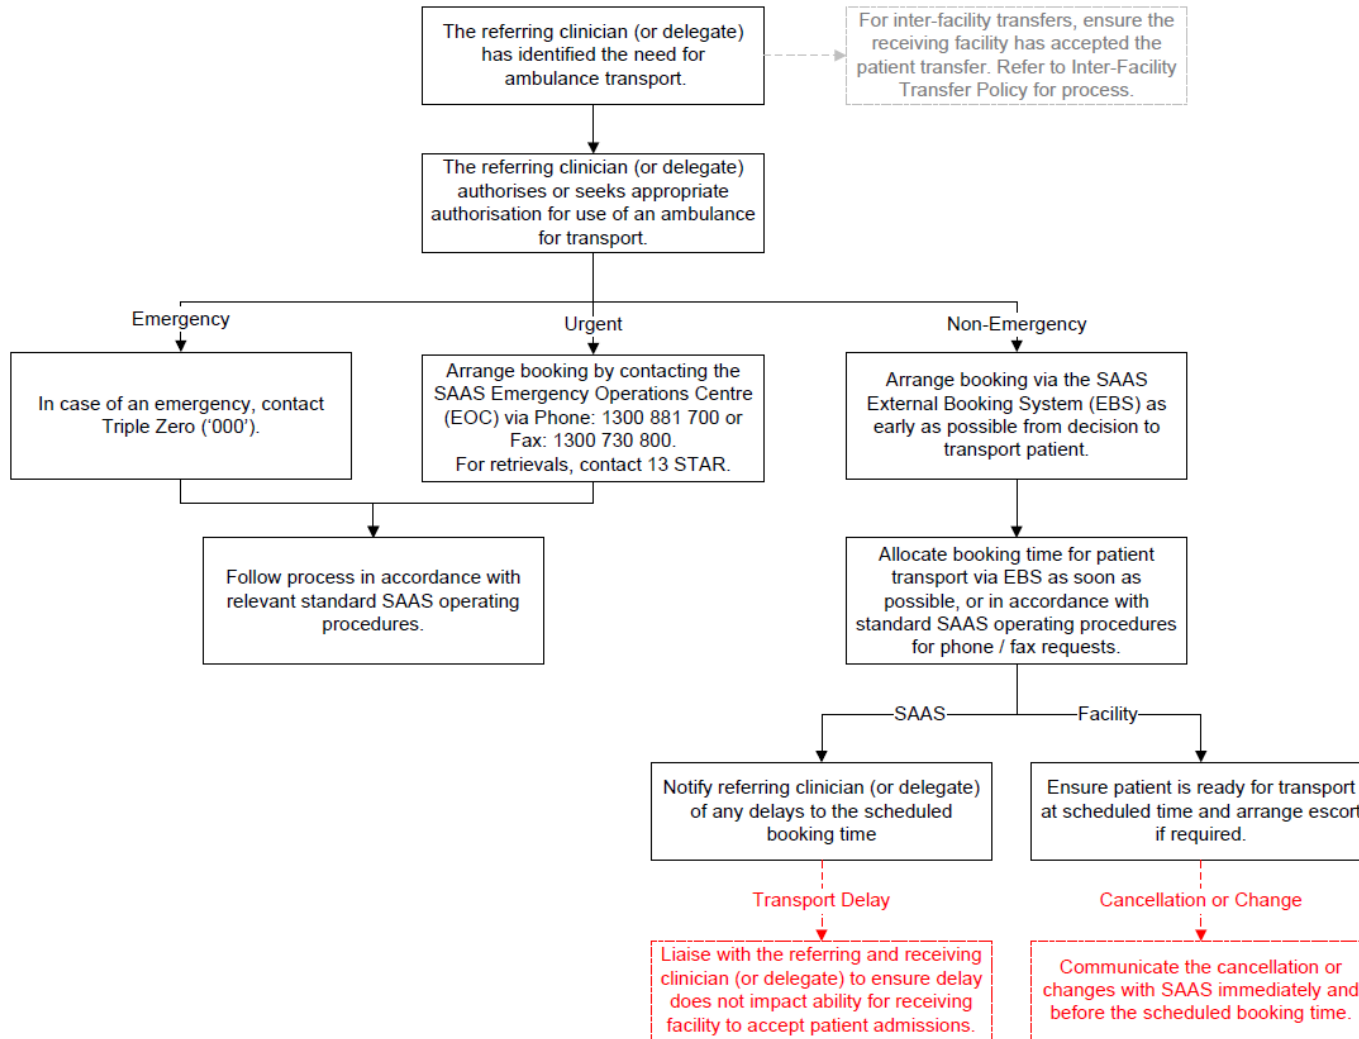 The referring clinician (or delegate)
has identified the need for
ambulance transport.
For inter-facility transfers, ensure the
receiving facility has accepted the
patient transfer. Refer to Inter-Facility
Transfer Policy for process.
The referring clinician (or delegate)
authorises or seeks appropriate
authorisation for use of an ambulance
for transport.
Emergency
Urgent
Non-Emergency
In case of an emergency, contact
Triple Zero (‘000’).
Arrange booking by contacting the
SAAS Emergency Operations Centre
(EOC) via Phone: 1300 881 700 or
Fax: 1300 730 800.
For retrievals, contact 13 STAR.
Arrange booking via the SAAS
External Booking System (EBS) as
early as possible from decision to
transport patient.
Follow process in accordance with
relevant standard SAAS operating
procedures.
Allocate booking time for patient
transport via EBS as soon as
possible, or in accordance with
standard SAAS operating procedures
for phone / fax requests.
SAAS
Facility
Notify referring clinician (or delegate)
of any delays to the scheduled
booking time
Ensure patient is ready for transport
at scheduled time and arrange escort
if required.
Transport Delay
Cancellation or Change
Liaise with the referring and receiving
clinician (or delegate) to ensure delay
does not impact ability for receiving
facility to accept patient admissions.
Communicate the cancellation or
changes with SAAS immediately and
before the scheduled booking time.